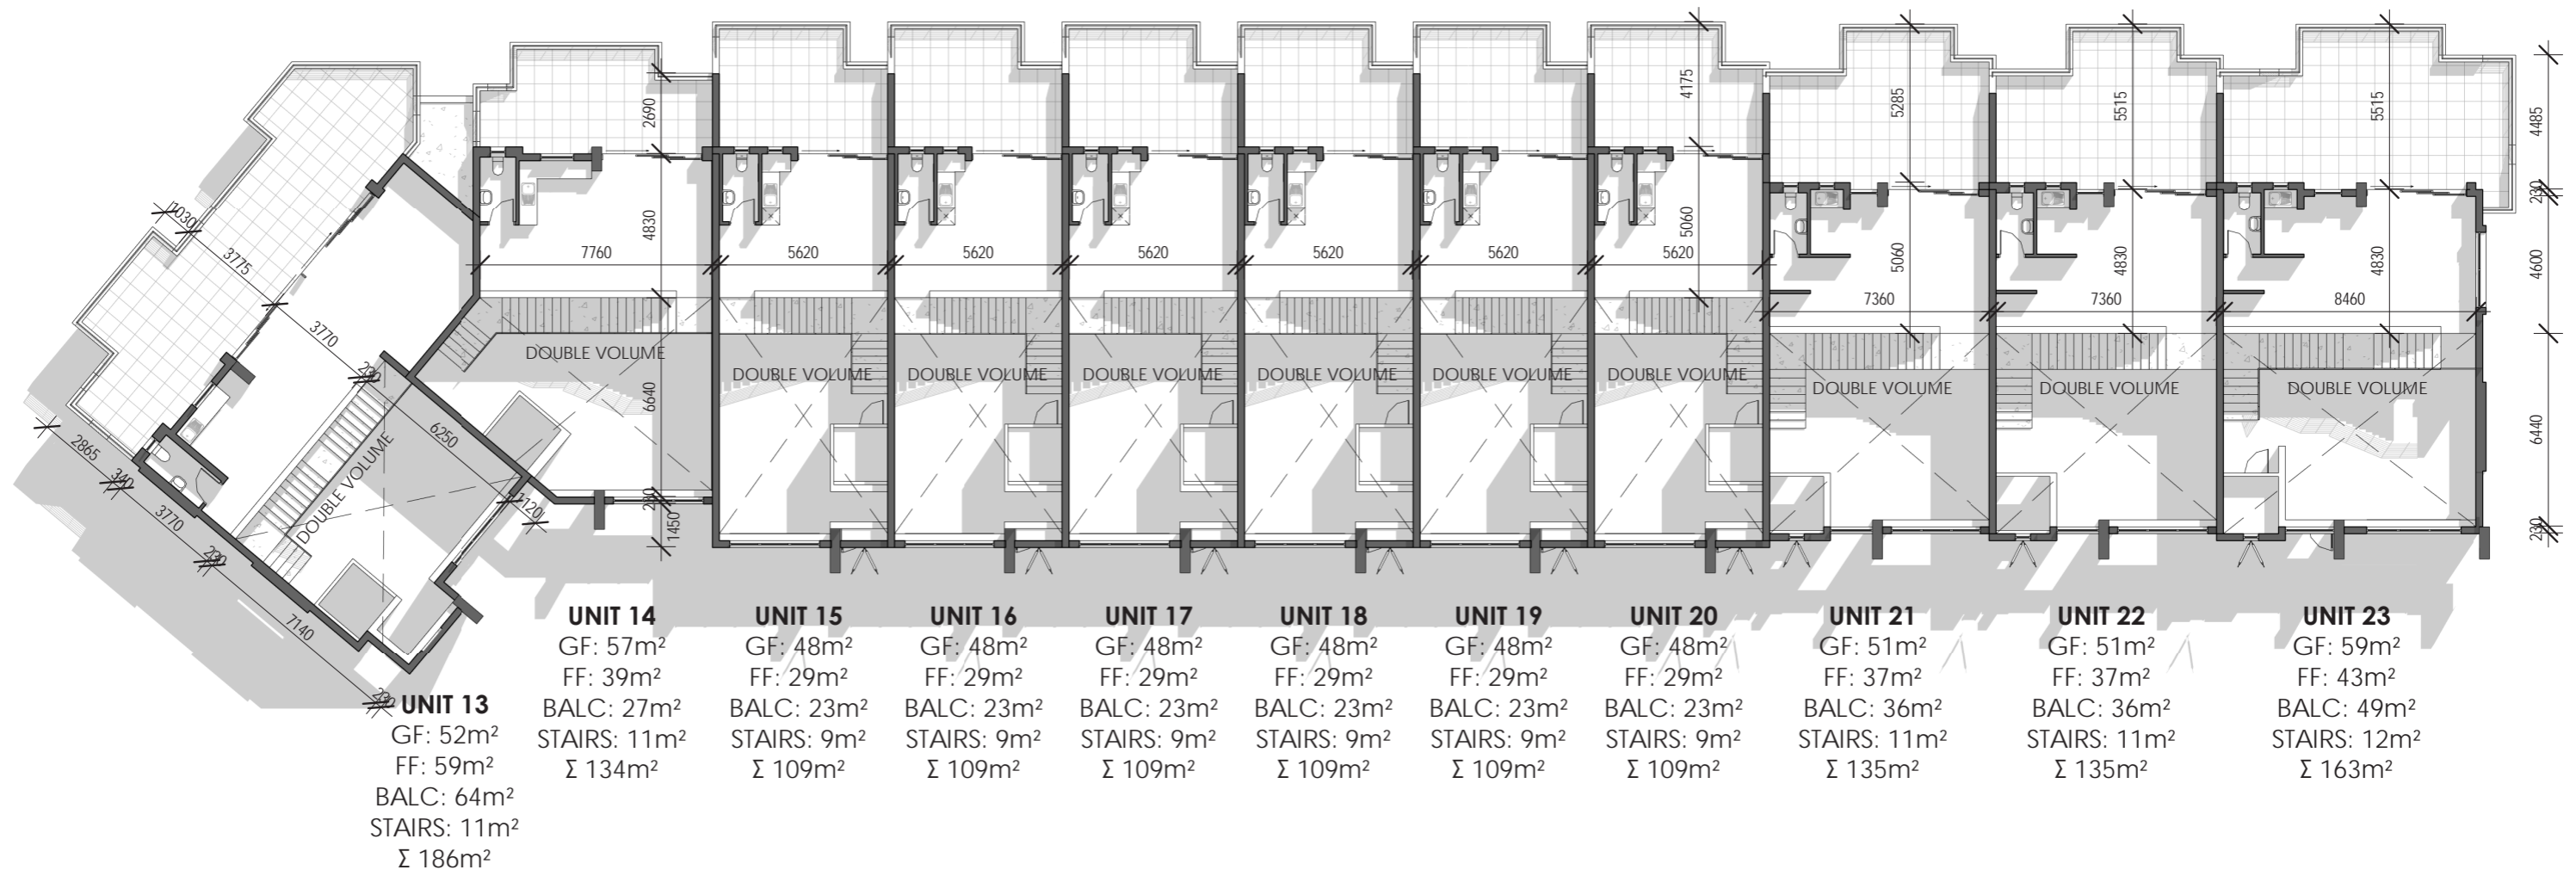 4175
5285
5515
5515
4485
2690
230
1030
3775
4830
5060
5060
4830
4830
4600
7760
5620
5620
5620
5620
5620
5620
7360
7360
8460
3770
230
DOUBLE VOLUME
DOUBLE VOLUME
DOUBLE VOLUME
DOUBLE VOLUME
DOUBLE VOLUME
DOUBLE VOLUME
DOUBLE VOLUME
DOUBLE VOLUME
DOUBLE VOLUME
DOUBLE VOLUME
6640
6250
6440
2865
340
DOUBLE VOLUME
3770
230
1120
230
1450
230
7140
230
UNIT 13
GF: 52m²
FF: 59m²
BALC: 64m²
STAIRS: 11m²
Σ 186m²
UNIT 14
GF: 57m²
FF: 39m²
BALC: 27m²
STAIRS: 11m²
Σ 134m²
UNIT 15
GF: 48m²
FF: 29m²
BALC: 23m²
STAIRS: 9m²
Σ 109m²
UNIT 16
GF: 48m²
FF: 29m²
BALC: 23m²
STAIRS: 9m²
Σ 109m²
UNIT 17
GF: 48m²
FF: 29m²
BALC: 23m²
STAIRS: 9m²
Σ 109m²
UNIT 18
GF: 48m²
FF: 29m²
BALC: 23m²
STAIRS: 9m²
Σ 109m²
UNIT 19
GF: 48m²
FF: 29m²
BALC: 23m²
STAIRS: 9m²
Σ 109m²
UNIT 20
GF: 48m²
FF: 29m²
BALC: 23m²
STAIRS: 9m²
Σ 109m²
UNIT 21
GF: 51m²
FF: 37m²
BALC: 36m²
STAIRS: 11m²
Σ 135m²
UNIT 22
GF: 51m²
FF: 37m²
BALC: 36m²
STAIRS: 11m²
Σ 135m²
UNIT 23
GF: 59m²
FF: 43m²
BALC: 49m²
STAIRS: 12m²
Σ 163m²